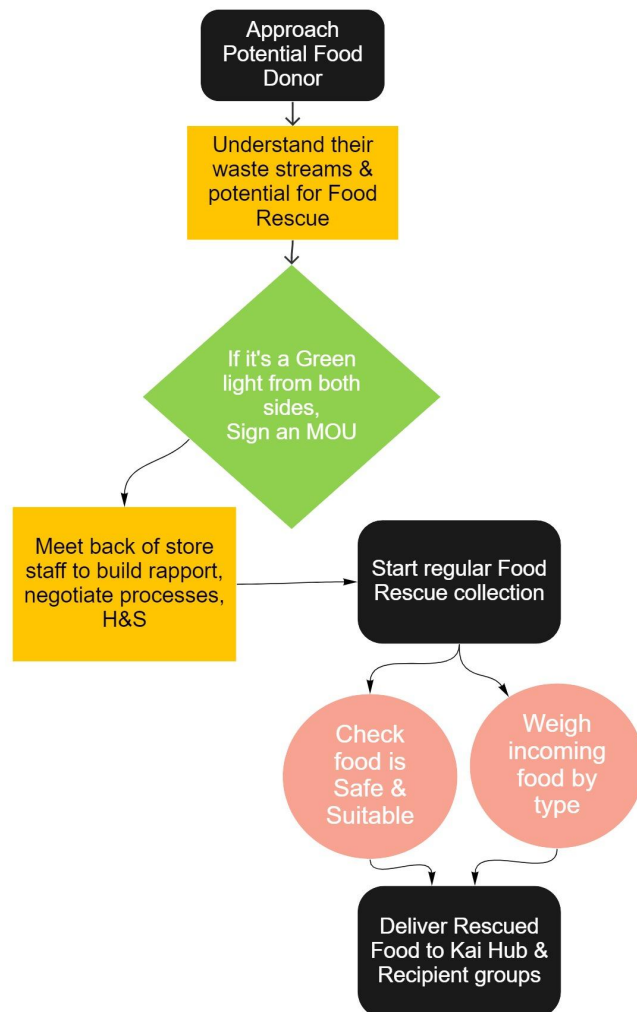 Approach
Potential Food
Donor
Understand their
waste streams &
potential for Food
Rescue
If it's a Green
light from both
sides,
Sign an MOU
Meet back of store
staff to build rapport,
negotiate processes,
H&S
Start regular Food
Rescue collection
Check
food is
Safe &
Suitable
Weigh
incoming
food by
type
Deliver Rescued
Food to Kai Hub &
Recipient groups